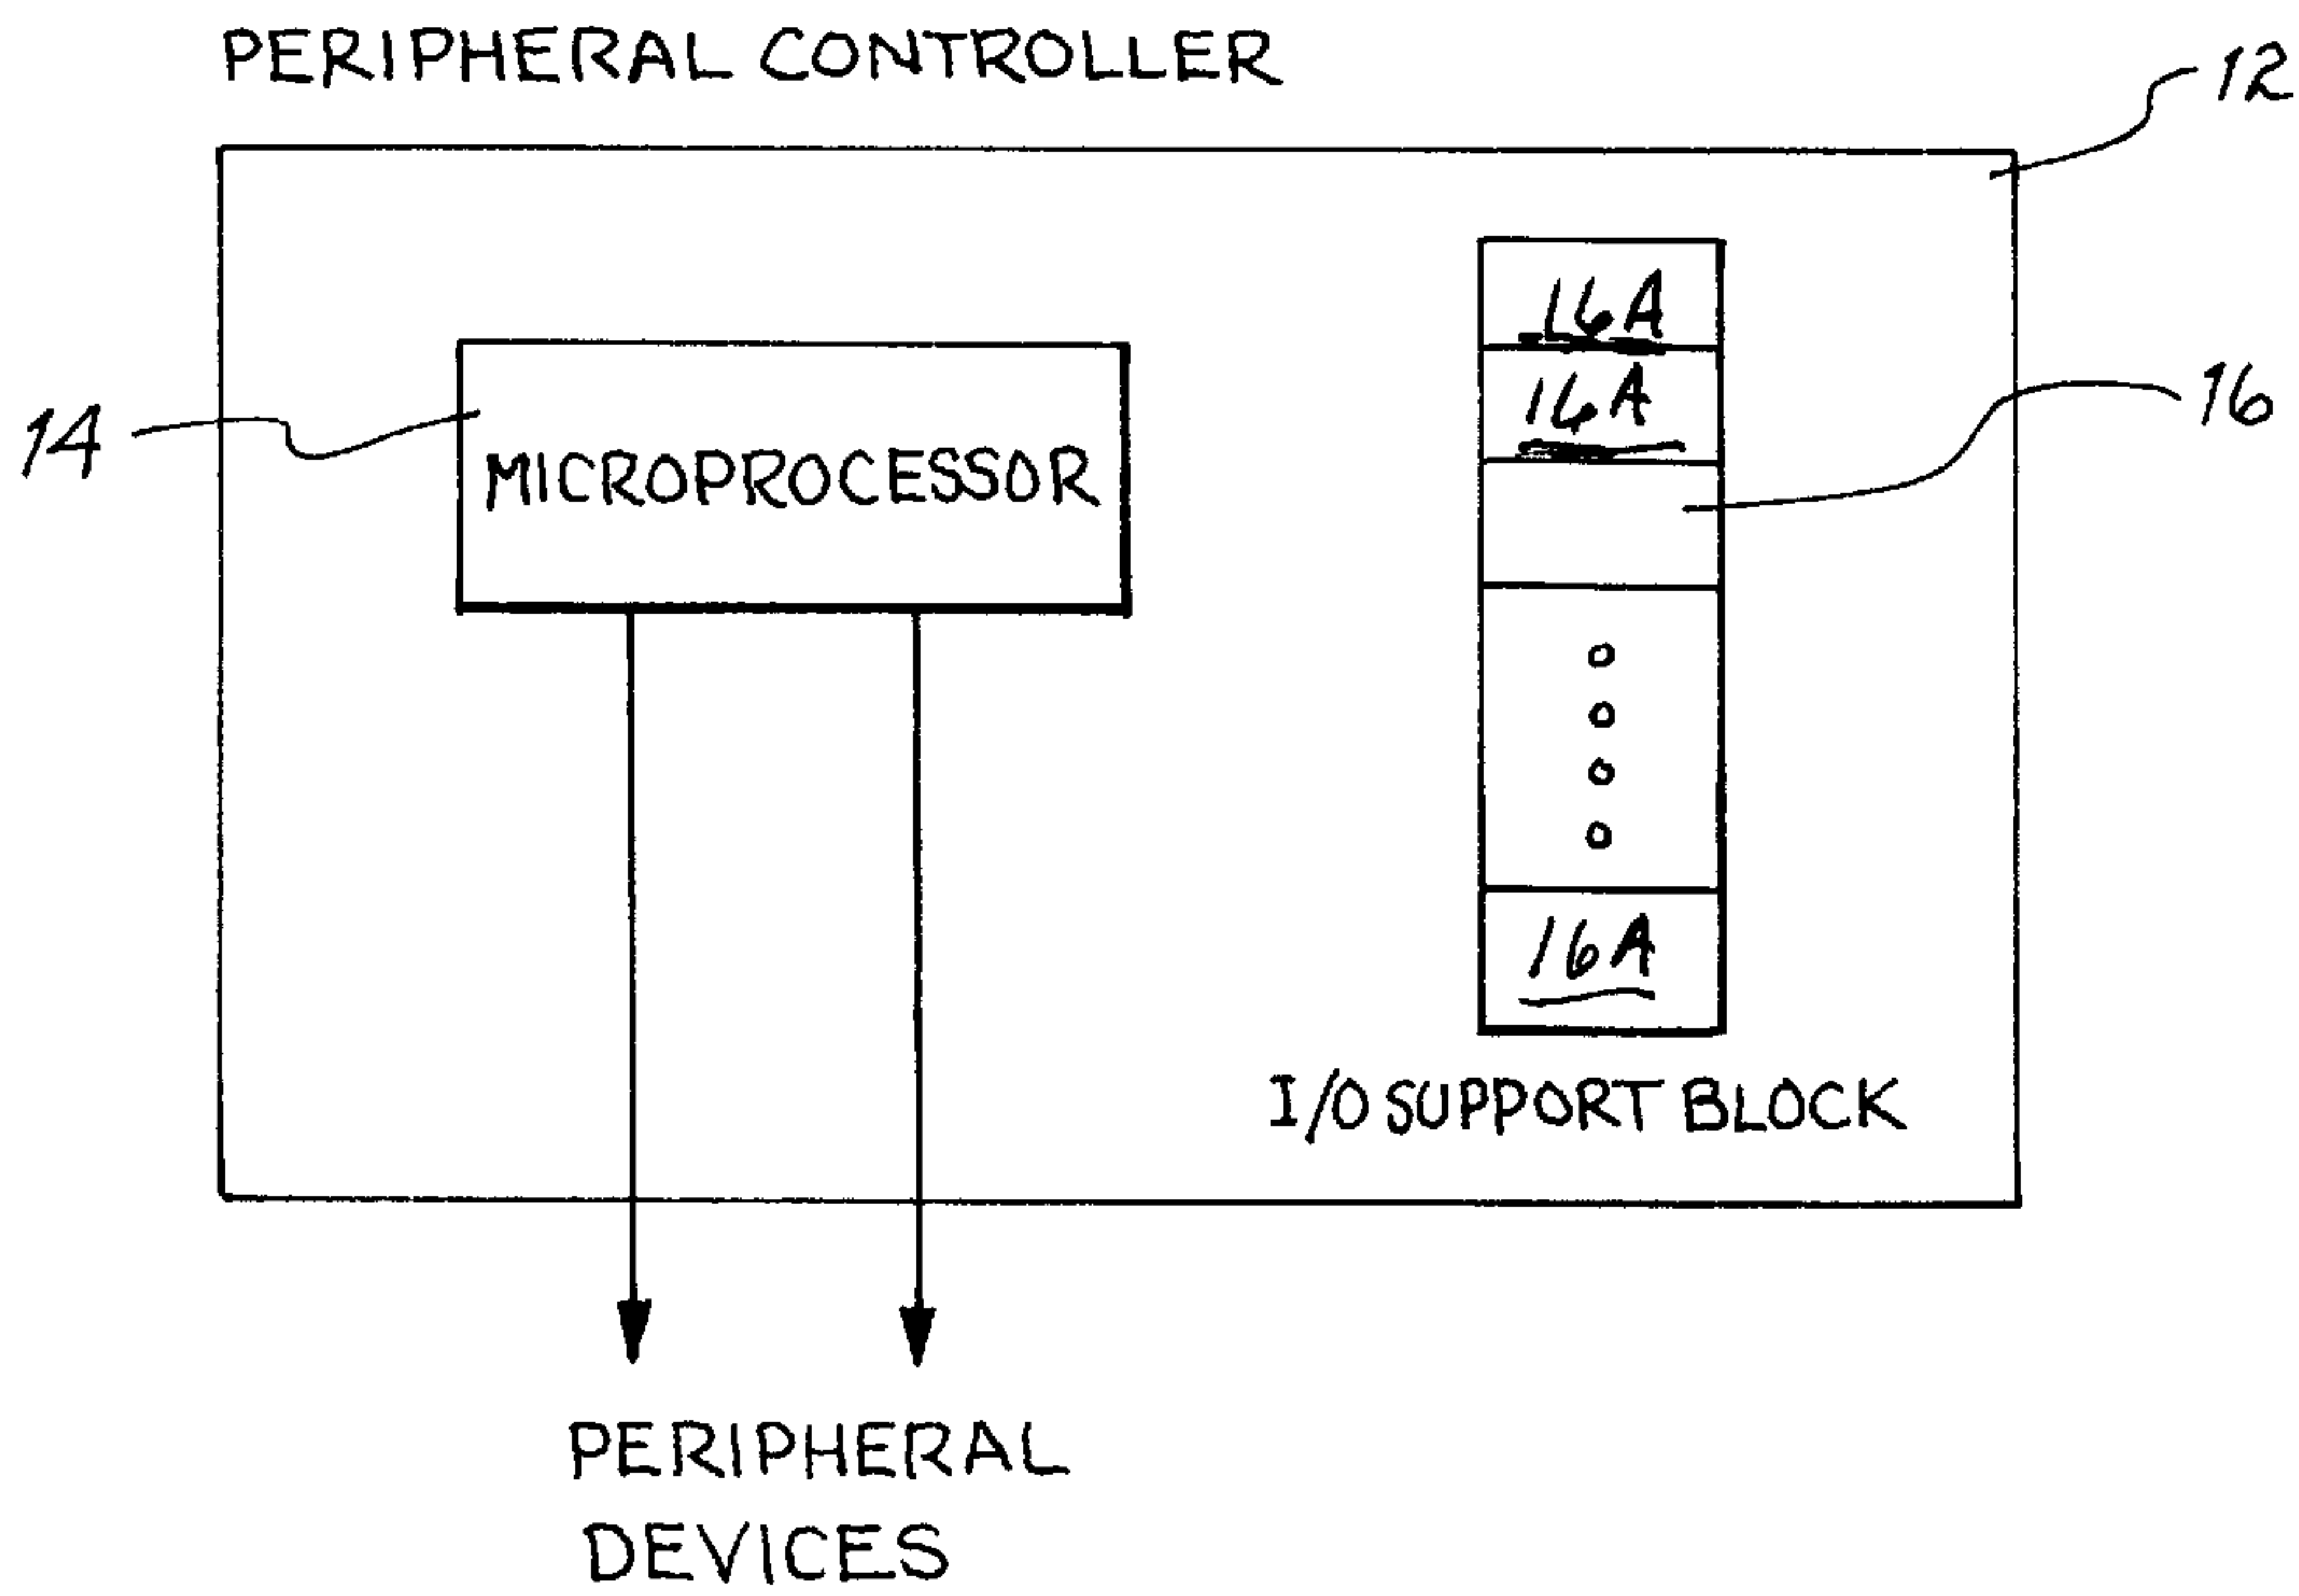 PERIPHERAL CONTROLLER
12
16A
16A
16
14
MICROPROCESSOR
16A
I/O SUPPORT BLOCK
PERIPHERAL
DEVICES